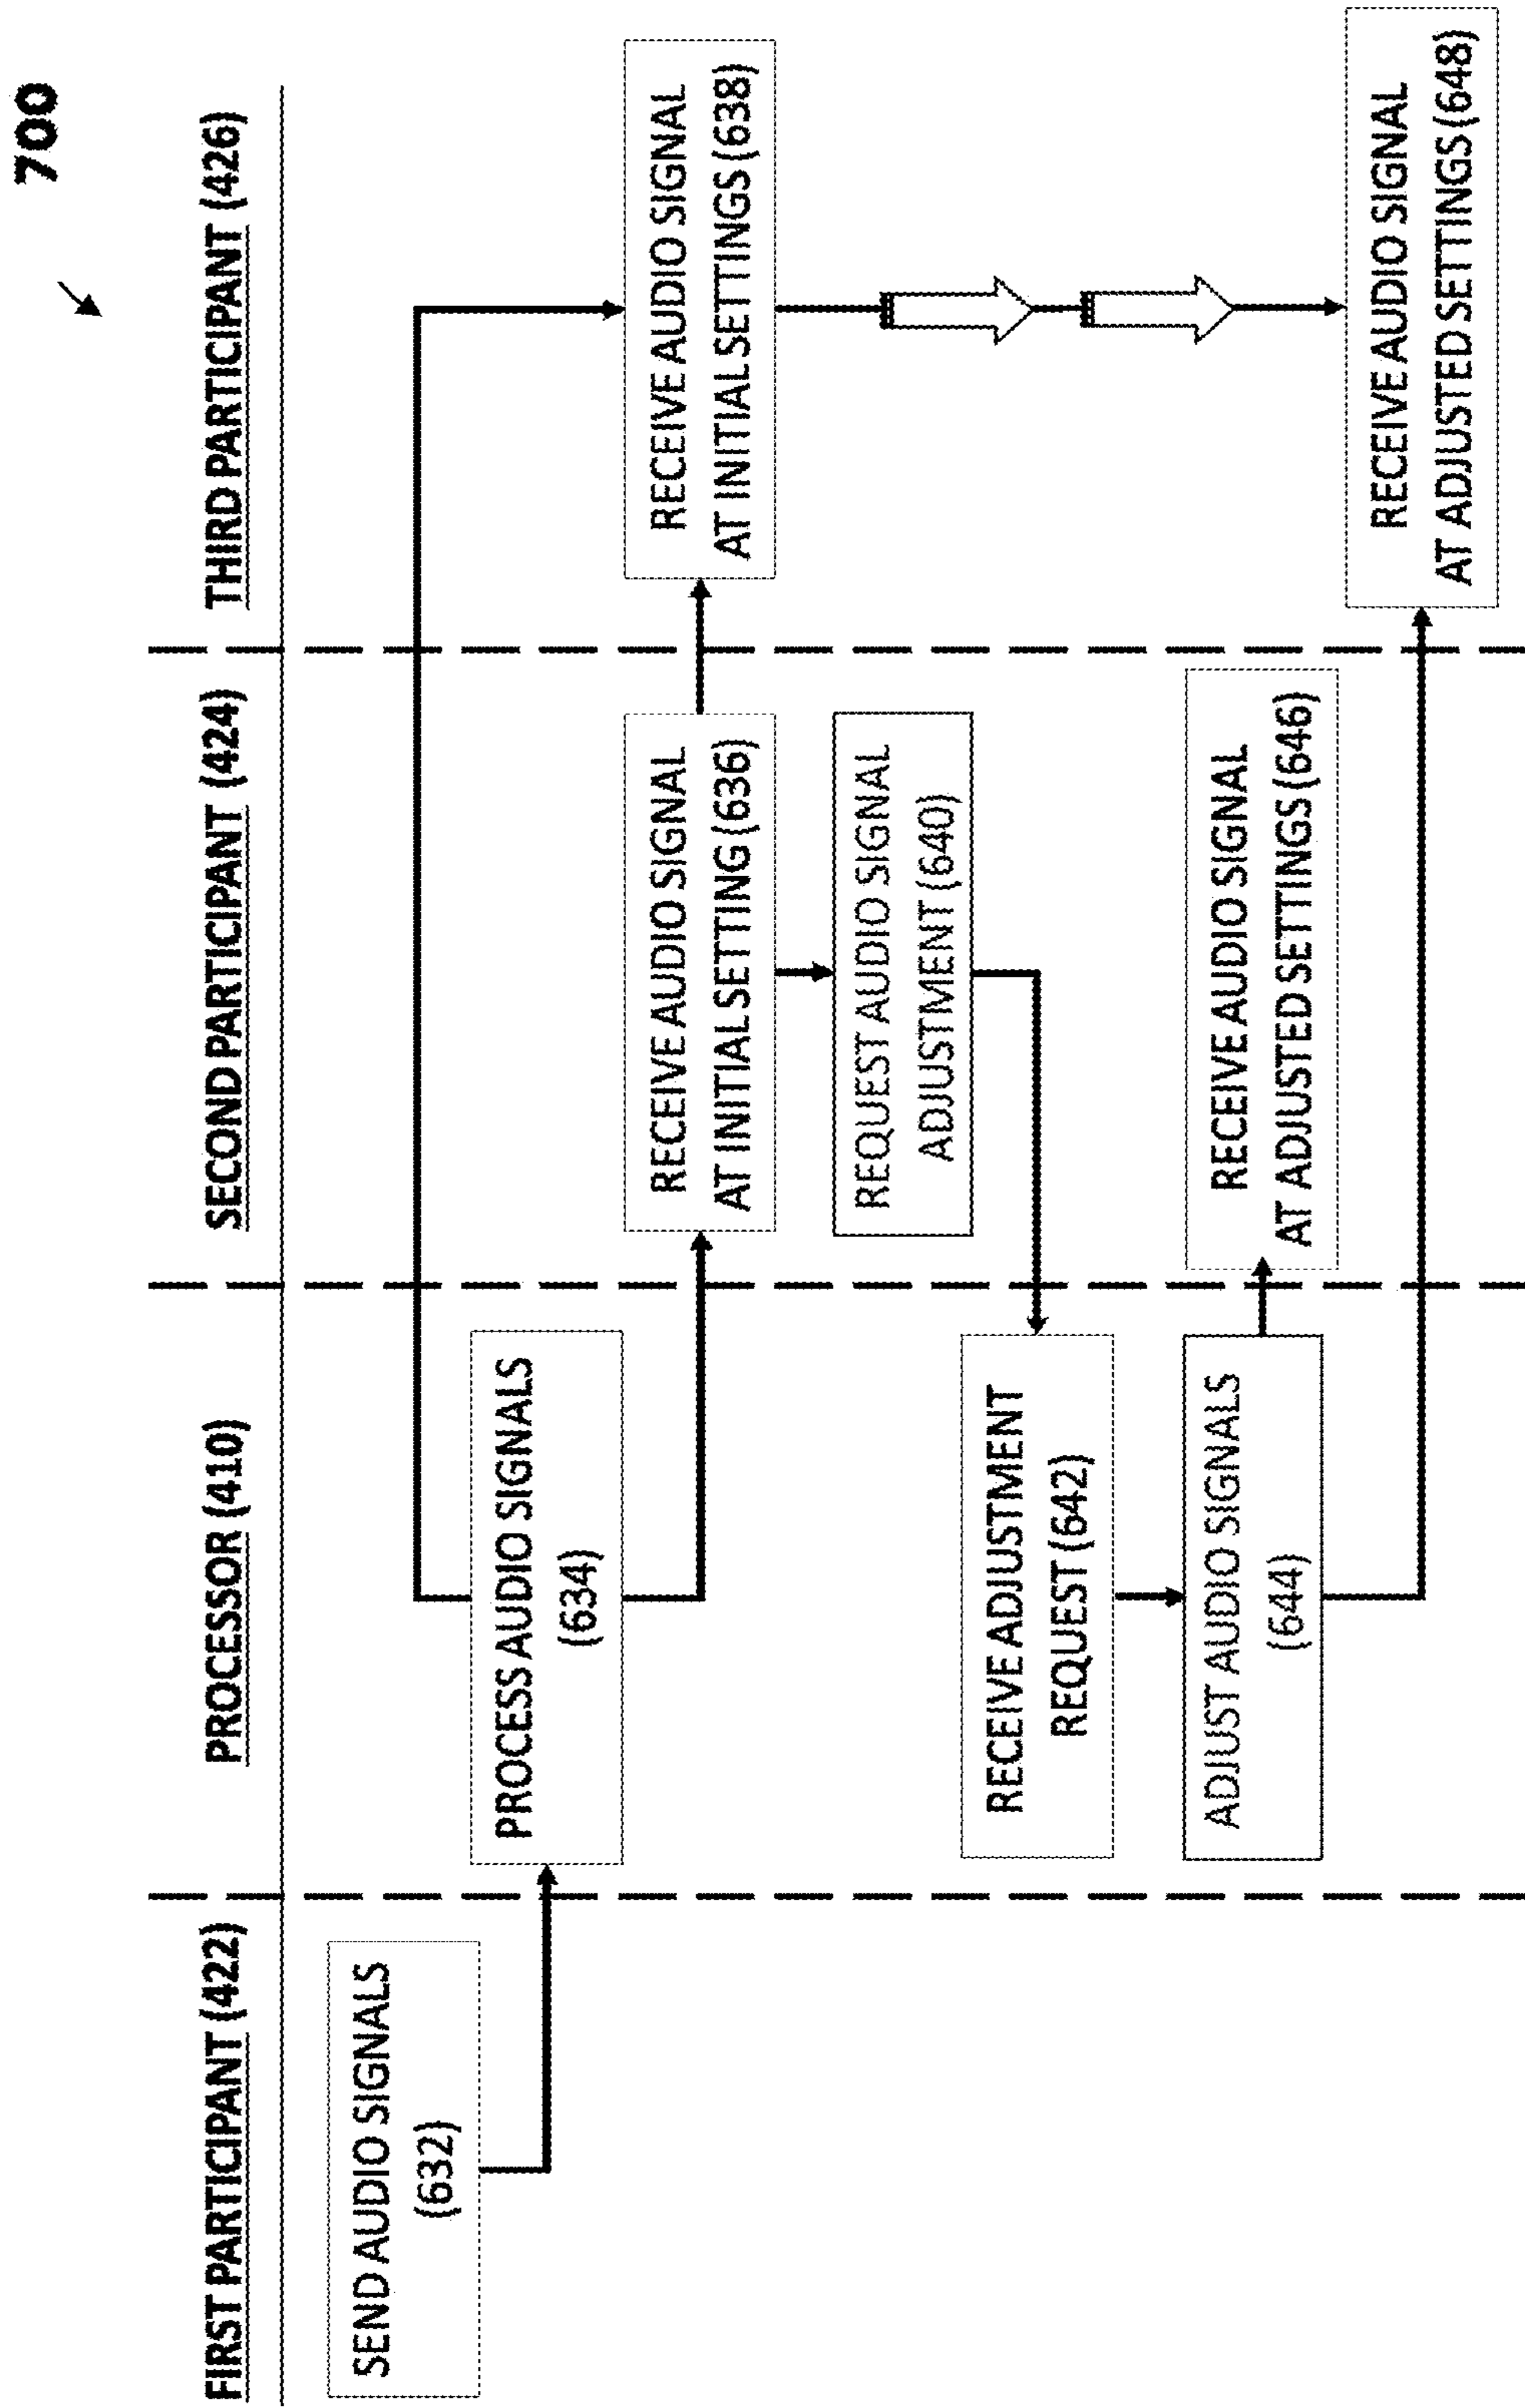 700
FIRST PARTICIPANT (422)
PROCESSOR (410)
SECOND PARTICIPANT (424)
THIRD PARTICIPANT (426)
SEND AUDIO SIGNALS
(632)
PROCESS AUDIO SIGNALS
(634)
RECEIVE AUDIO SIGNAL
AT INITIAL SETTING (636)
RECEIVE AUDIO SIGNAL
AT INITIAL SETTINGS (638)
REQUEST AUDIO SIGNAL
ADJUSTMENT (640)
RECEIVE ADJUSTMENT
REQUEST (642)
ADJUST AUDIO SIGNALS
(644)
RECEIVE AUDIO SIGNAL
AT ADJUSTED SETTINGS (646)
RECEIVE AUDIO SIGNAL
AT ADJUSTED SETTINGS (648)